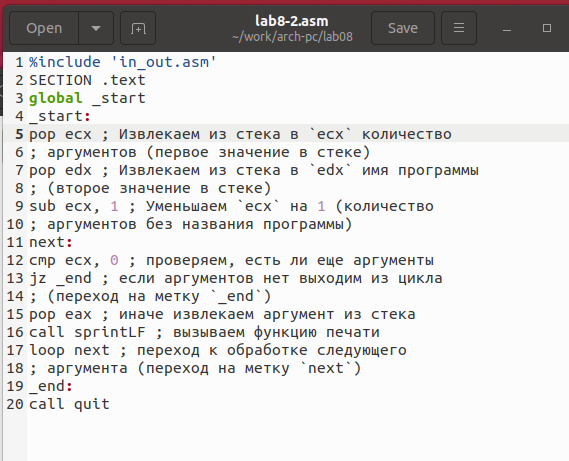 Open
lab8-2.asm
~/work/arch-pc/lab08
Save
1 %include 'in_out.asm'
2 SECTION .text
3 global _start
4 _start:
5 pop ecx ; Извлекаем из стека в `ecx` количество
6 ; аргументов (первое значение в стеке)
7 pop edx ; Извлекаем из стека в `edx` имя программы
8 ; (второе значение в стеке)
9 sub ecx, 1 ; Уменьшаем `ecx` на 1 (количество
10 ; аргументов без названия программы)
11 next:
12 cmp ecx, 0 ; проверяем, есть ли еще аргументы
13 jz _end ; если аргументов нет выходим из цикла
14 ; (переход на метку `_end`)
15 pop eax ; иначе извлекаем аргумент из стека
16 call sprintLF ; вызываем функцию печати
17 loop next ; переход к обработке следующего
18 ; аргумента (переход на метку `next`)
19 _end:
20 call quit